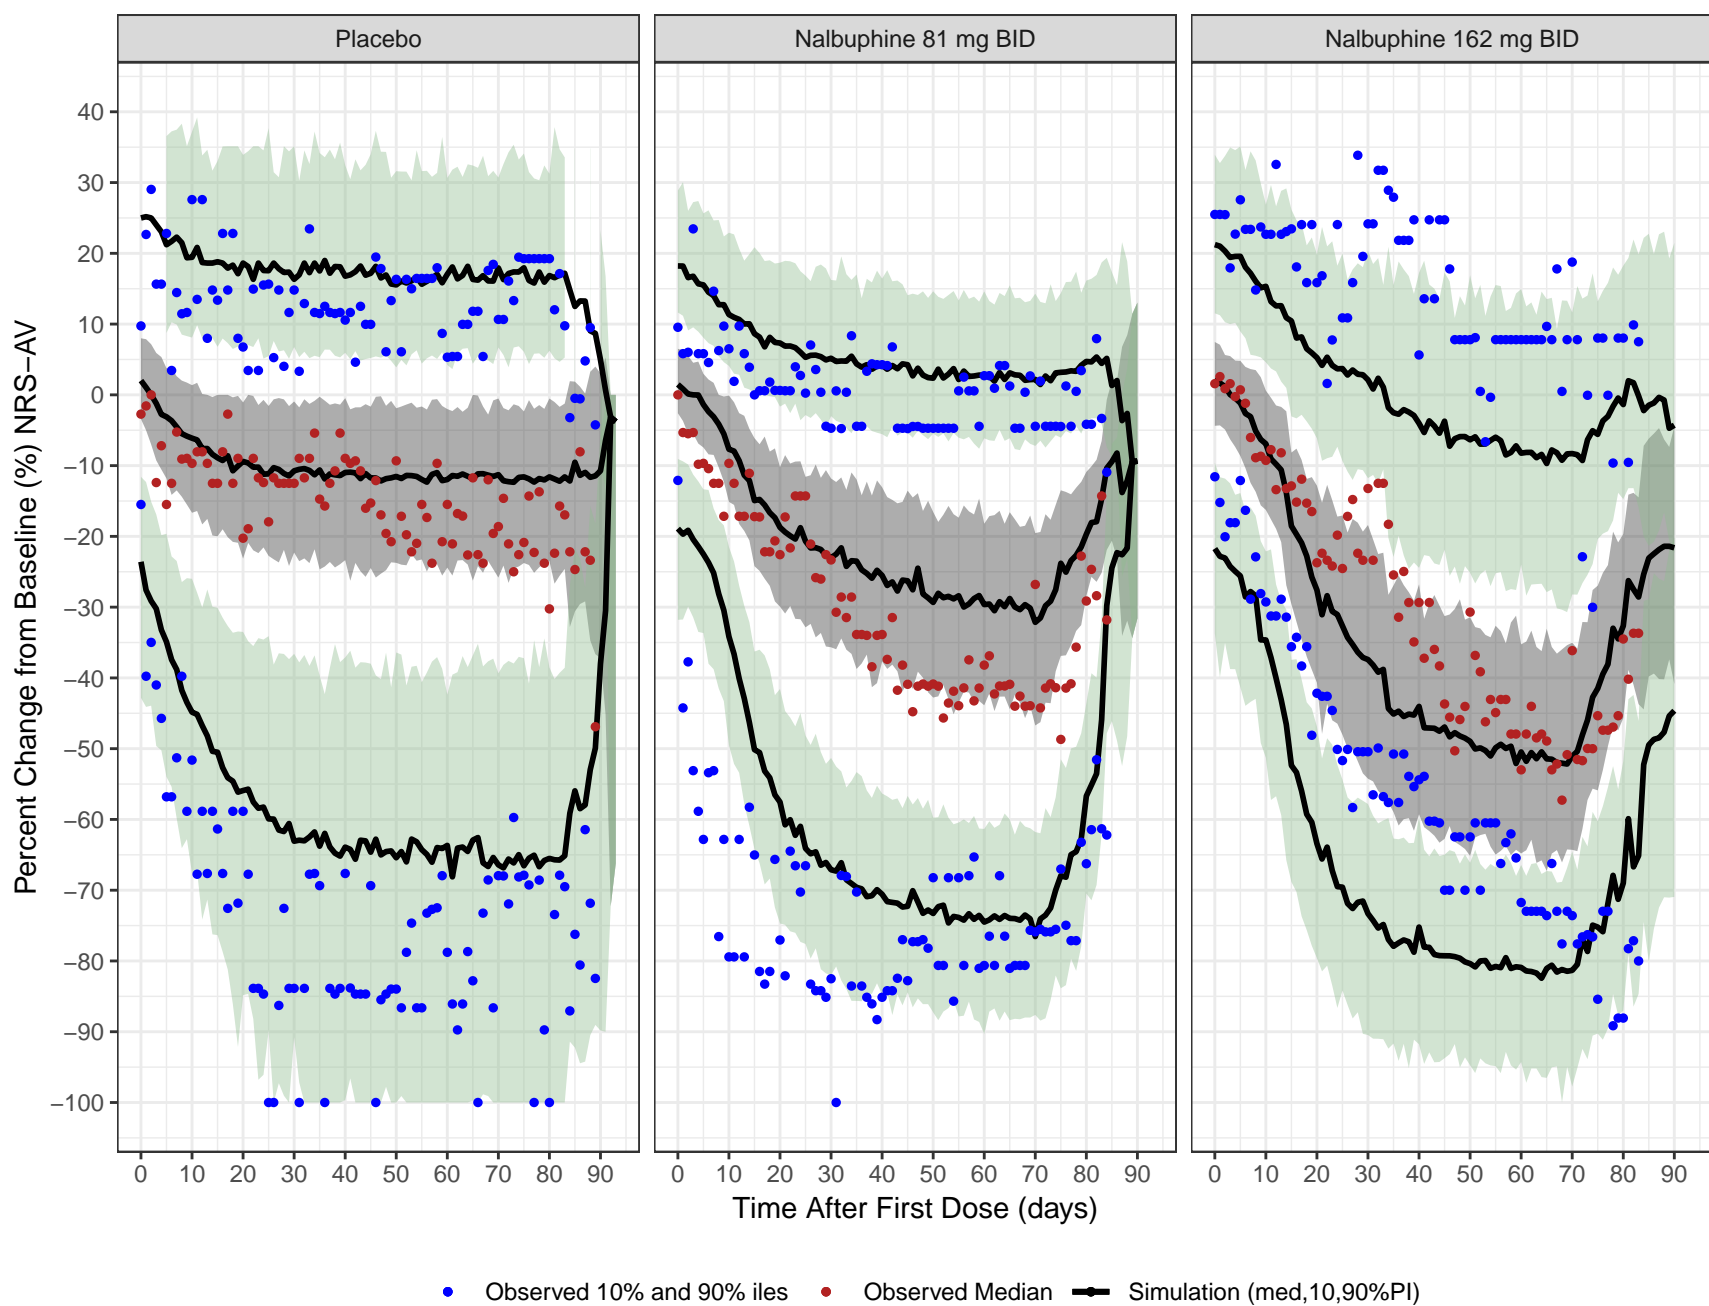 Placebo
Nalbuphine 81 mg BID
Nalbuphine 162 mg BID
Percent Change from Baseline (%) NRS−AV
40
30
20
10
0
−10
−20
−30
−40
−50
−60
−70
−80
−90
−100
0 10 20 30 40 50 60 70 80 90
0 10 20 30 40 50 60 70 80 90
0 10 20 30 40 50 60 70 80 90
Time After First Dose (days)
Observed 10% and 90% iles
Observed Median
Simulation (med,10,90%PI)